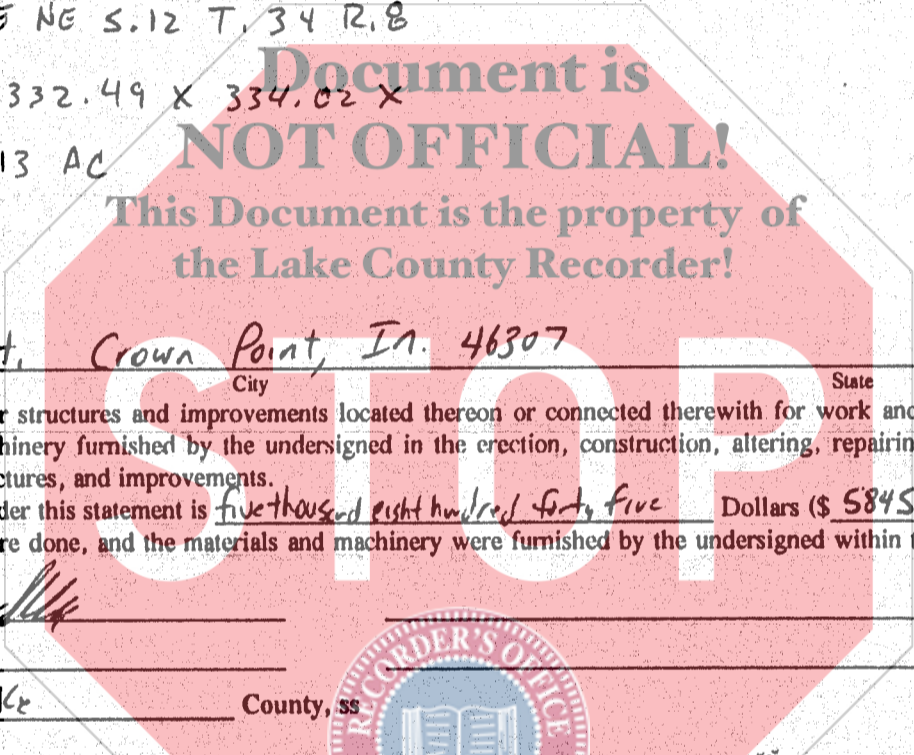 NE S.12 T. 34 R.8
Document is
332.49 X 334.02 X
NOT OFFICIAL!
13 AC
This Document is the property of
the Lake County Recorder!
Crown Point, In. 46307
City State
r structures and improvements located thereon or connected therewith for work and
hinery furnished by the undersigned in the erection, construction, altering, repairin
ctures, and improvements.
der this statement is five thousand eight hundred forty five Dollars ($ 5845
re done, and the materials and machinery were furnished by the undersigned within
STOP
RECORDER'S OFFICE
County, ss